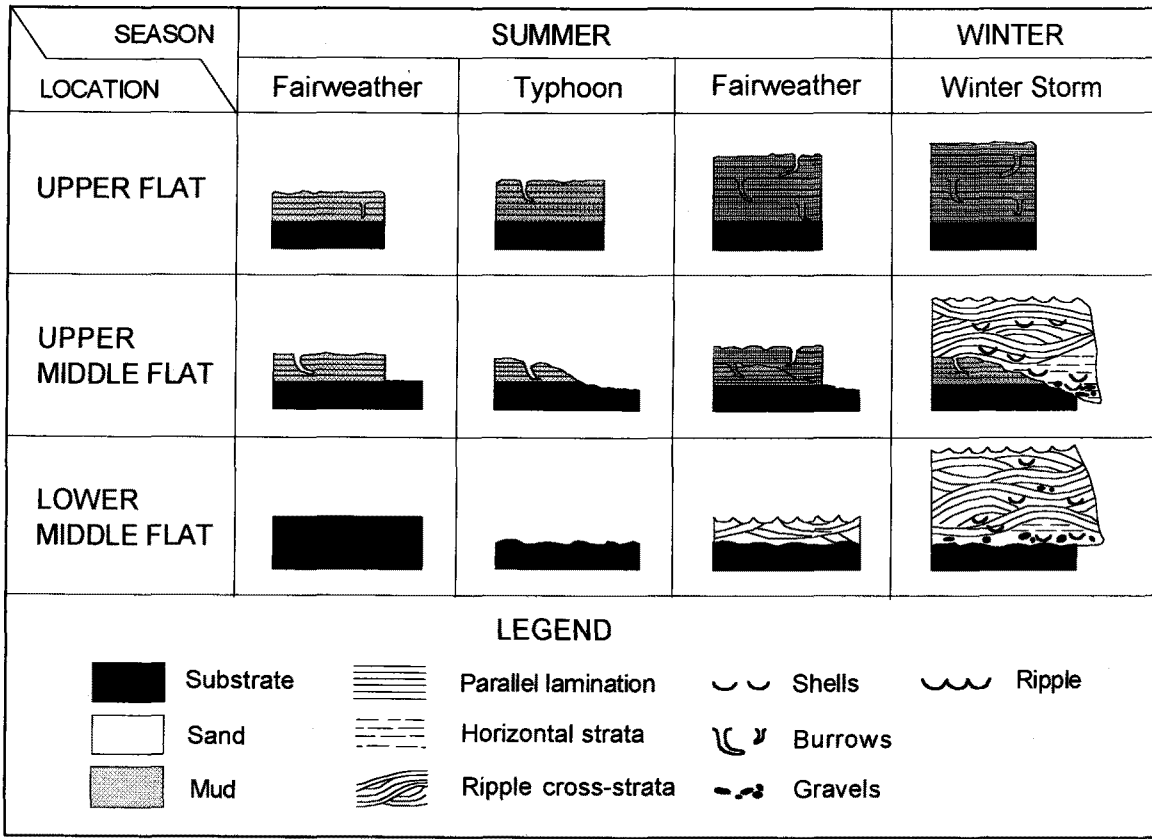 SEASON
SUMMER
WINTER
LOCATION
Fairweather
Typhoon
Fairweather
Winter Storm
UPPER FLAT
UPPER
MIDDLE FLAT
LOWER
MIDDLE FLAT
LEGEND
Substrate
Parallel lamination
Shells
Ripple
Sand
Horizontal strata
Burrows
Mud
Ripple cross-strata
Gravels